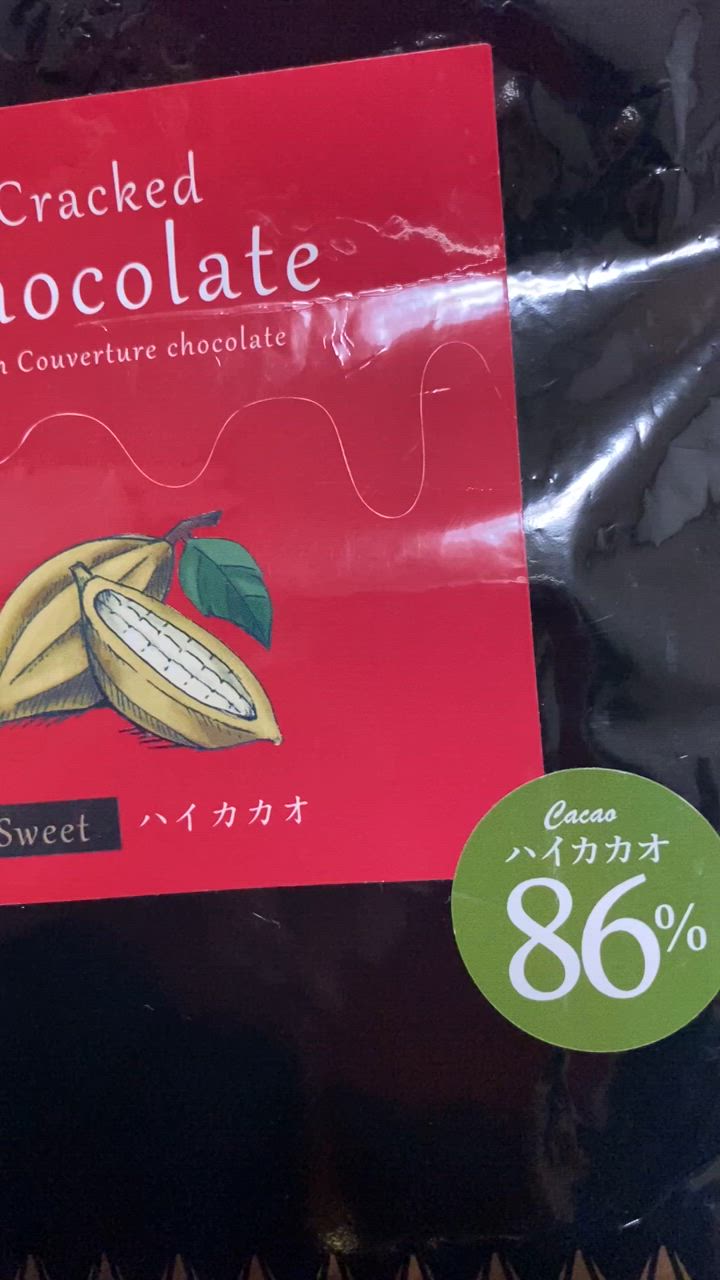 Cracked
hocolate
Couverture chocolate
Sweet
ハイカカオ
Cacao
ハイカカオ
86%